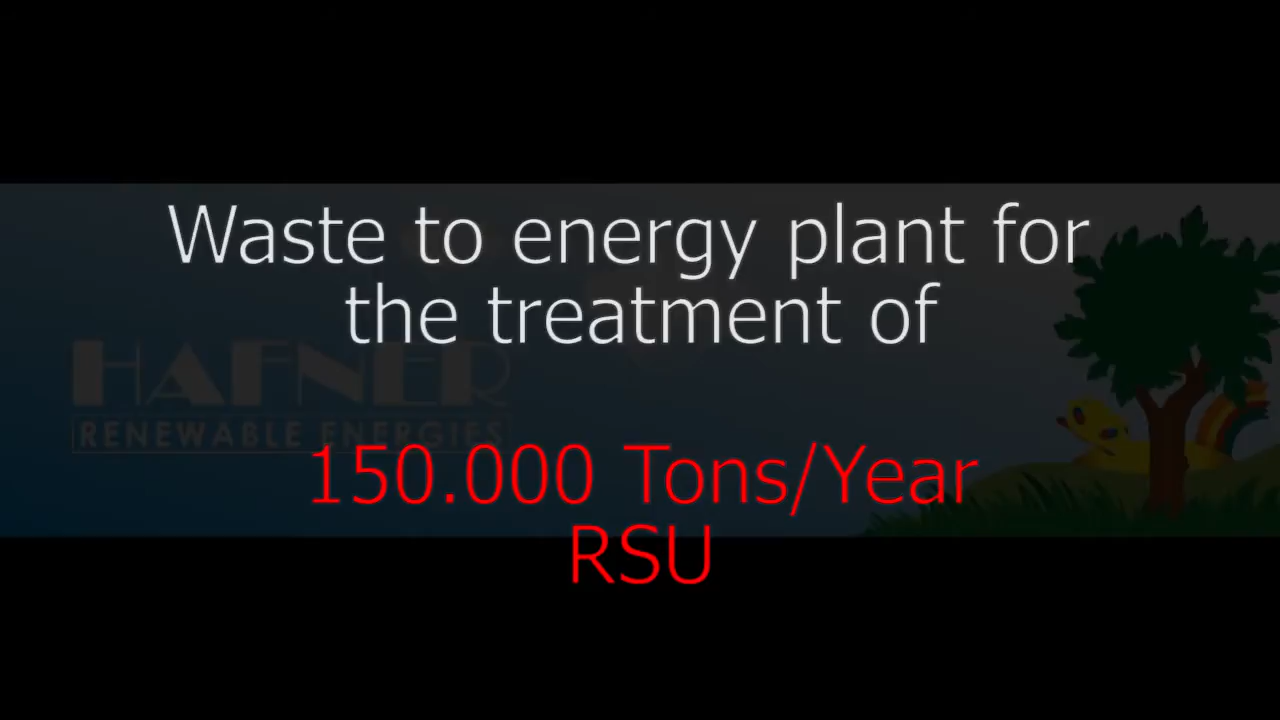 Waste to energy plant for
the treatment of
HAFNER
RENEWABLE ENERGIES
150.000 Tons/Year
RSU